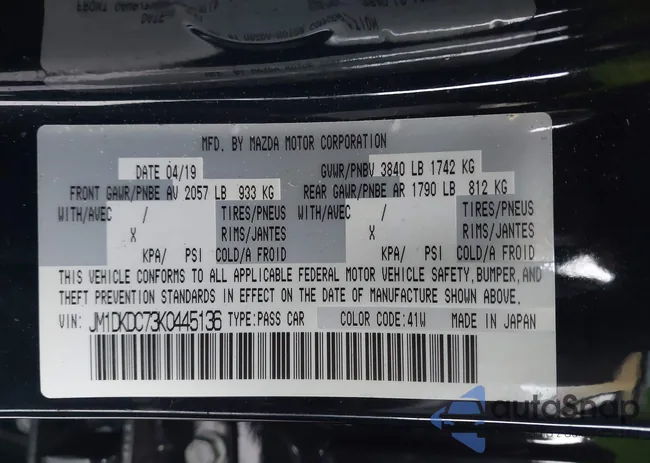 MFD. BY MAZDA MOTOR CORPORATION
DATE 04/19 GVWR/PNBV 3840 LB 1742 KG
FRONT GAWR/PNBE AV 2057 LB 933 KG REAR GAWR/PNBE AR 1790 LB 812 KG
WITH/AVEC / TIRES/PNEUS WITH/AVEC / TIRES/PNEUS
X RIMS/JANTES X RIMS/JANTES
KPA/ PSI COLD/A FROID KPA/ PSI COLD/A FROID
THIS VEHICLE CONFORMS TO ALL APPLICABLE FEDERAL MOTOR VEHICLE SAFETY, BUMPER, AND
THEFT PREVENTION STANDARDS IN EFFECT ON THE DATE OF MANUFACTURE SHOWN ABOVE.
VIN: JM1DKDC73K0445136 TYPE:PASS CAR COLOR CODE:41W MADE IN JAPAN
autoSnap